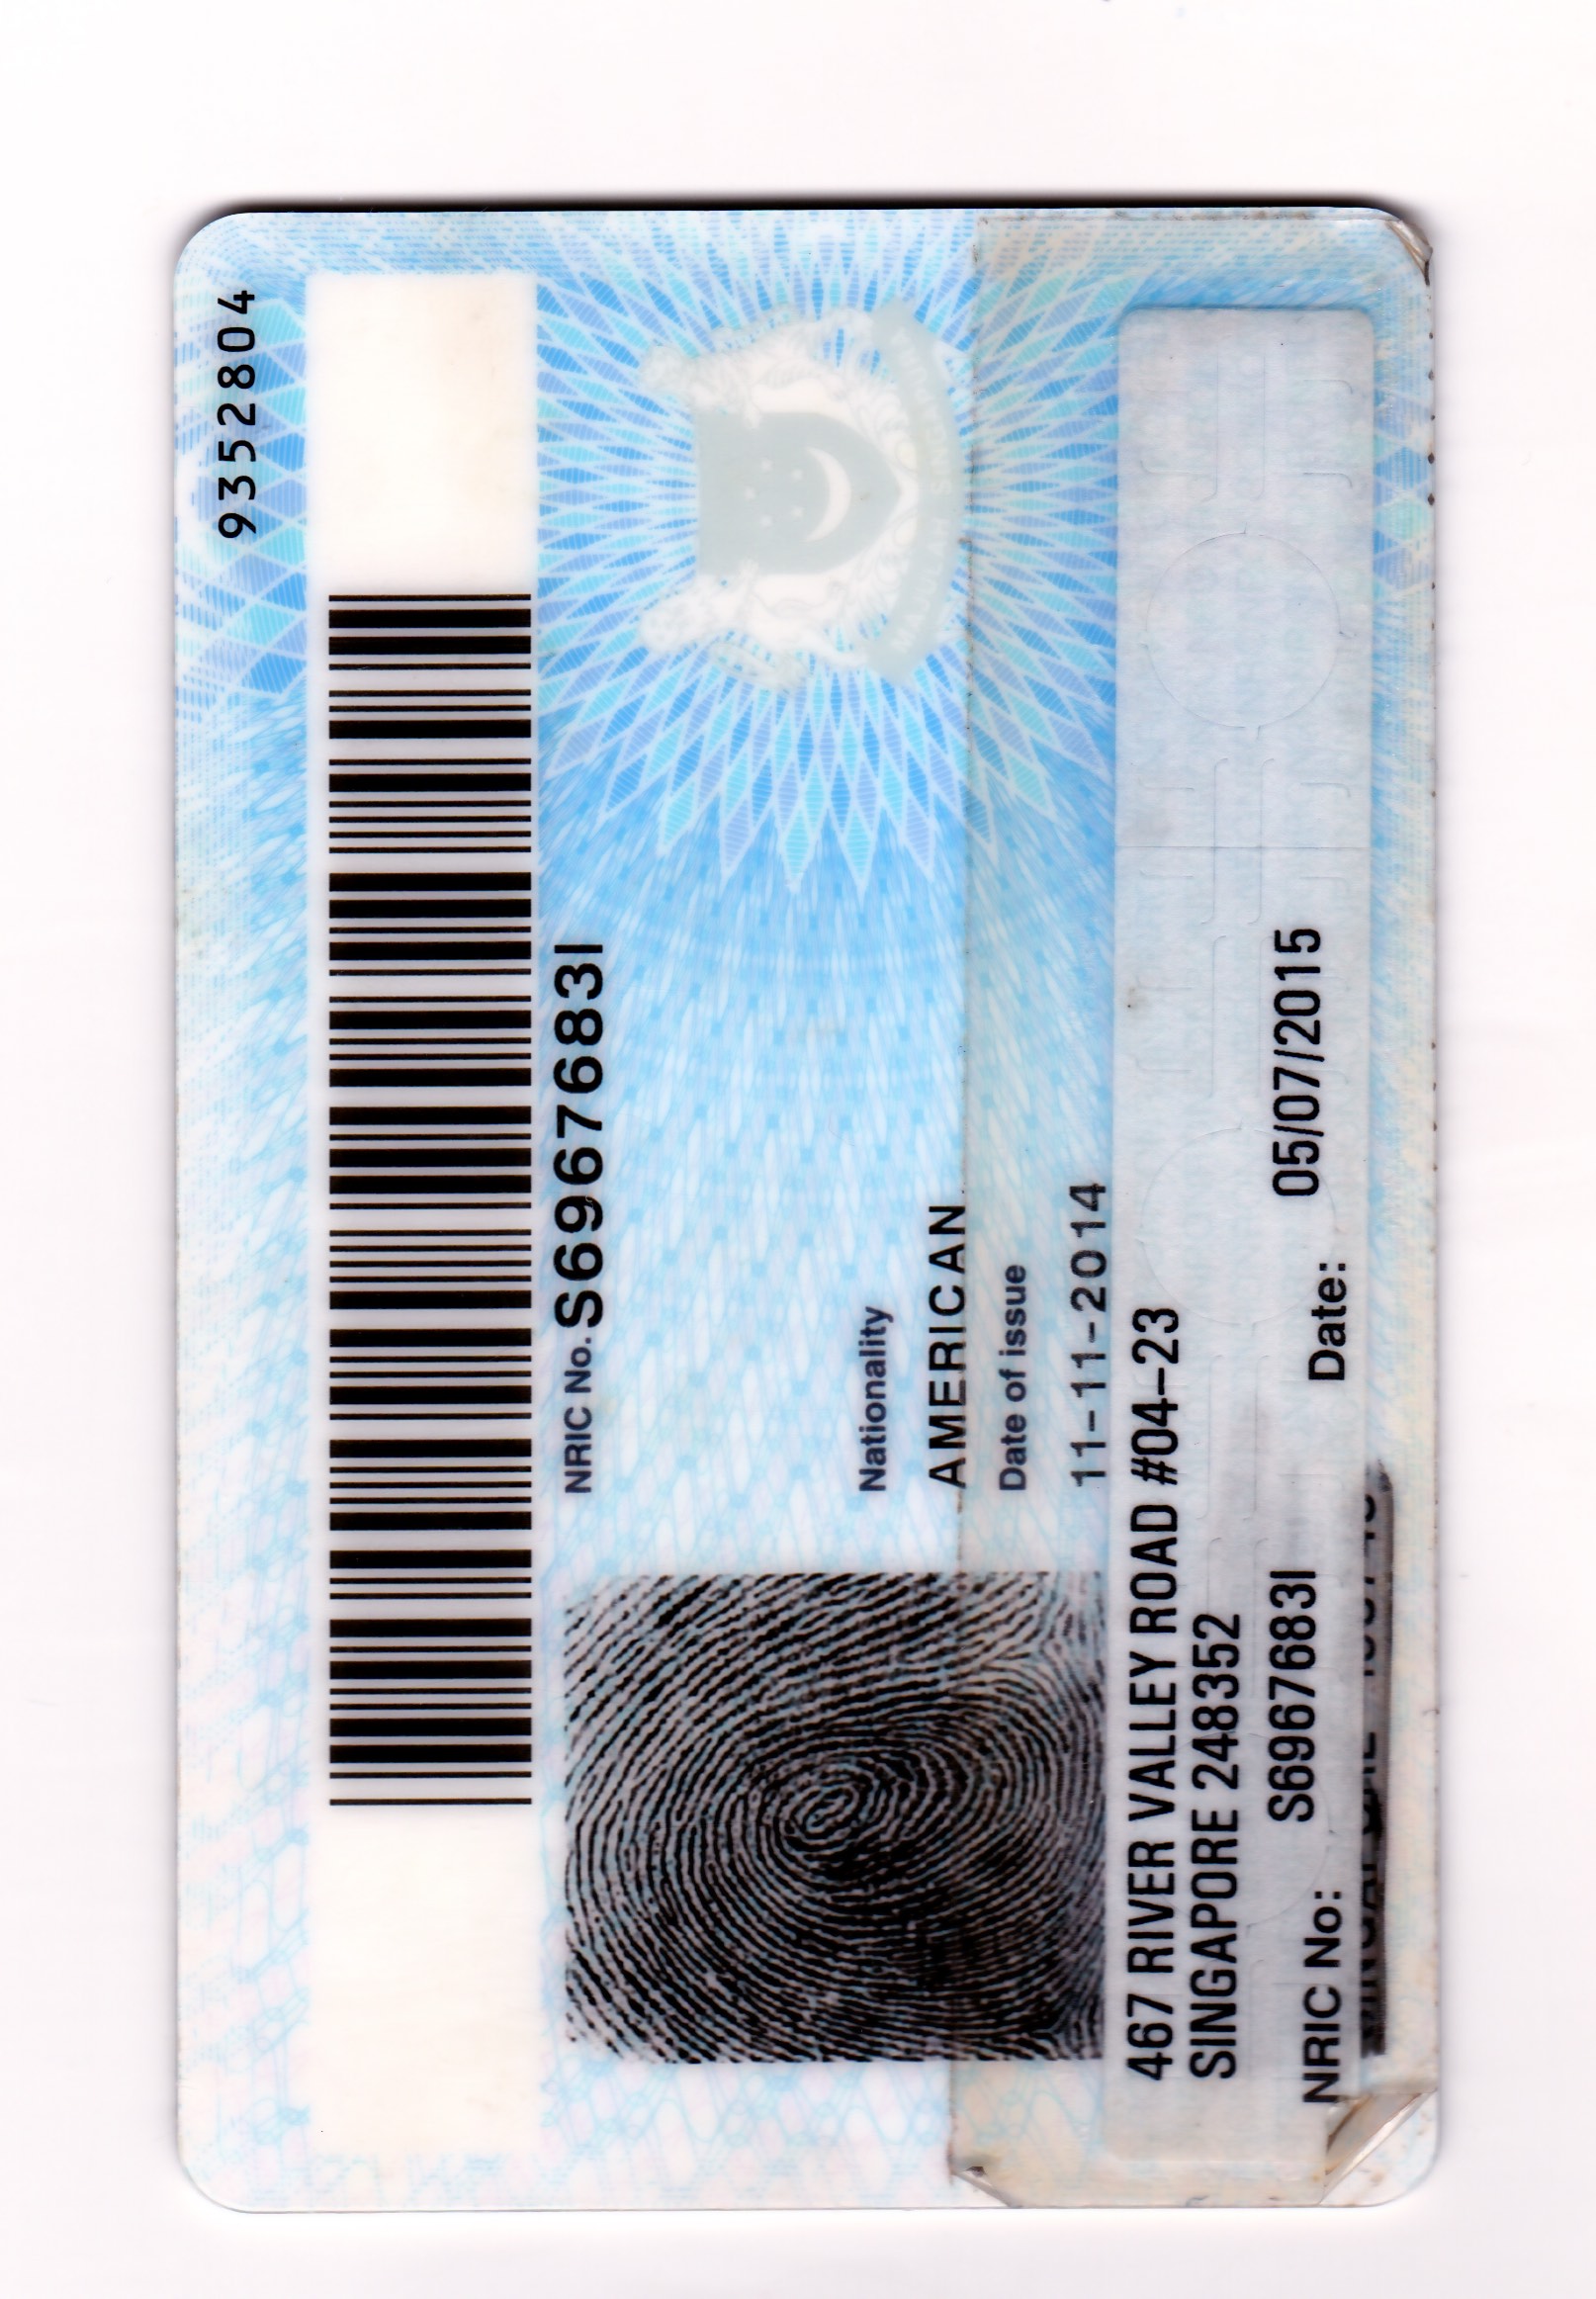 9352804
NRIC No. S6967683I
Nationality
AMERICAN
Date of issue
11-11-2014
467 RIVER VALLEY ROAD #04-23
SINGAPORE 248352
NRIC No: S6967683I Date: 05/07/2015